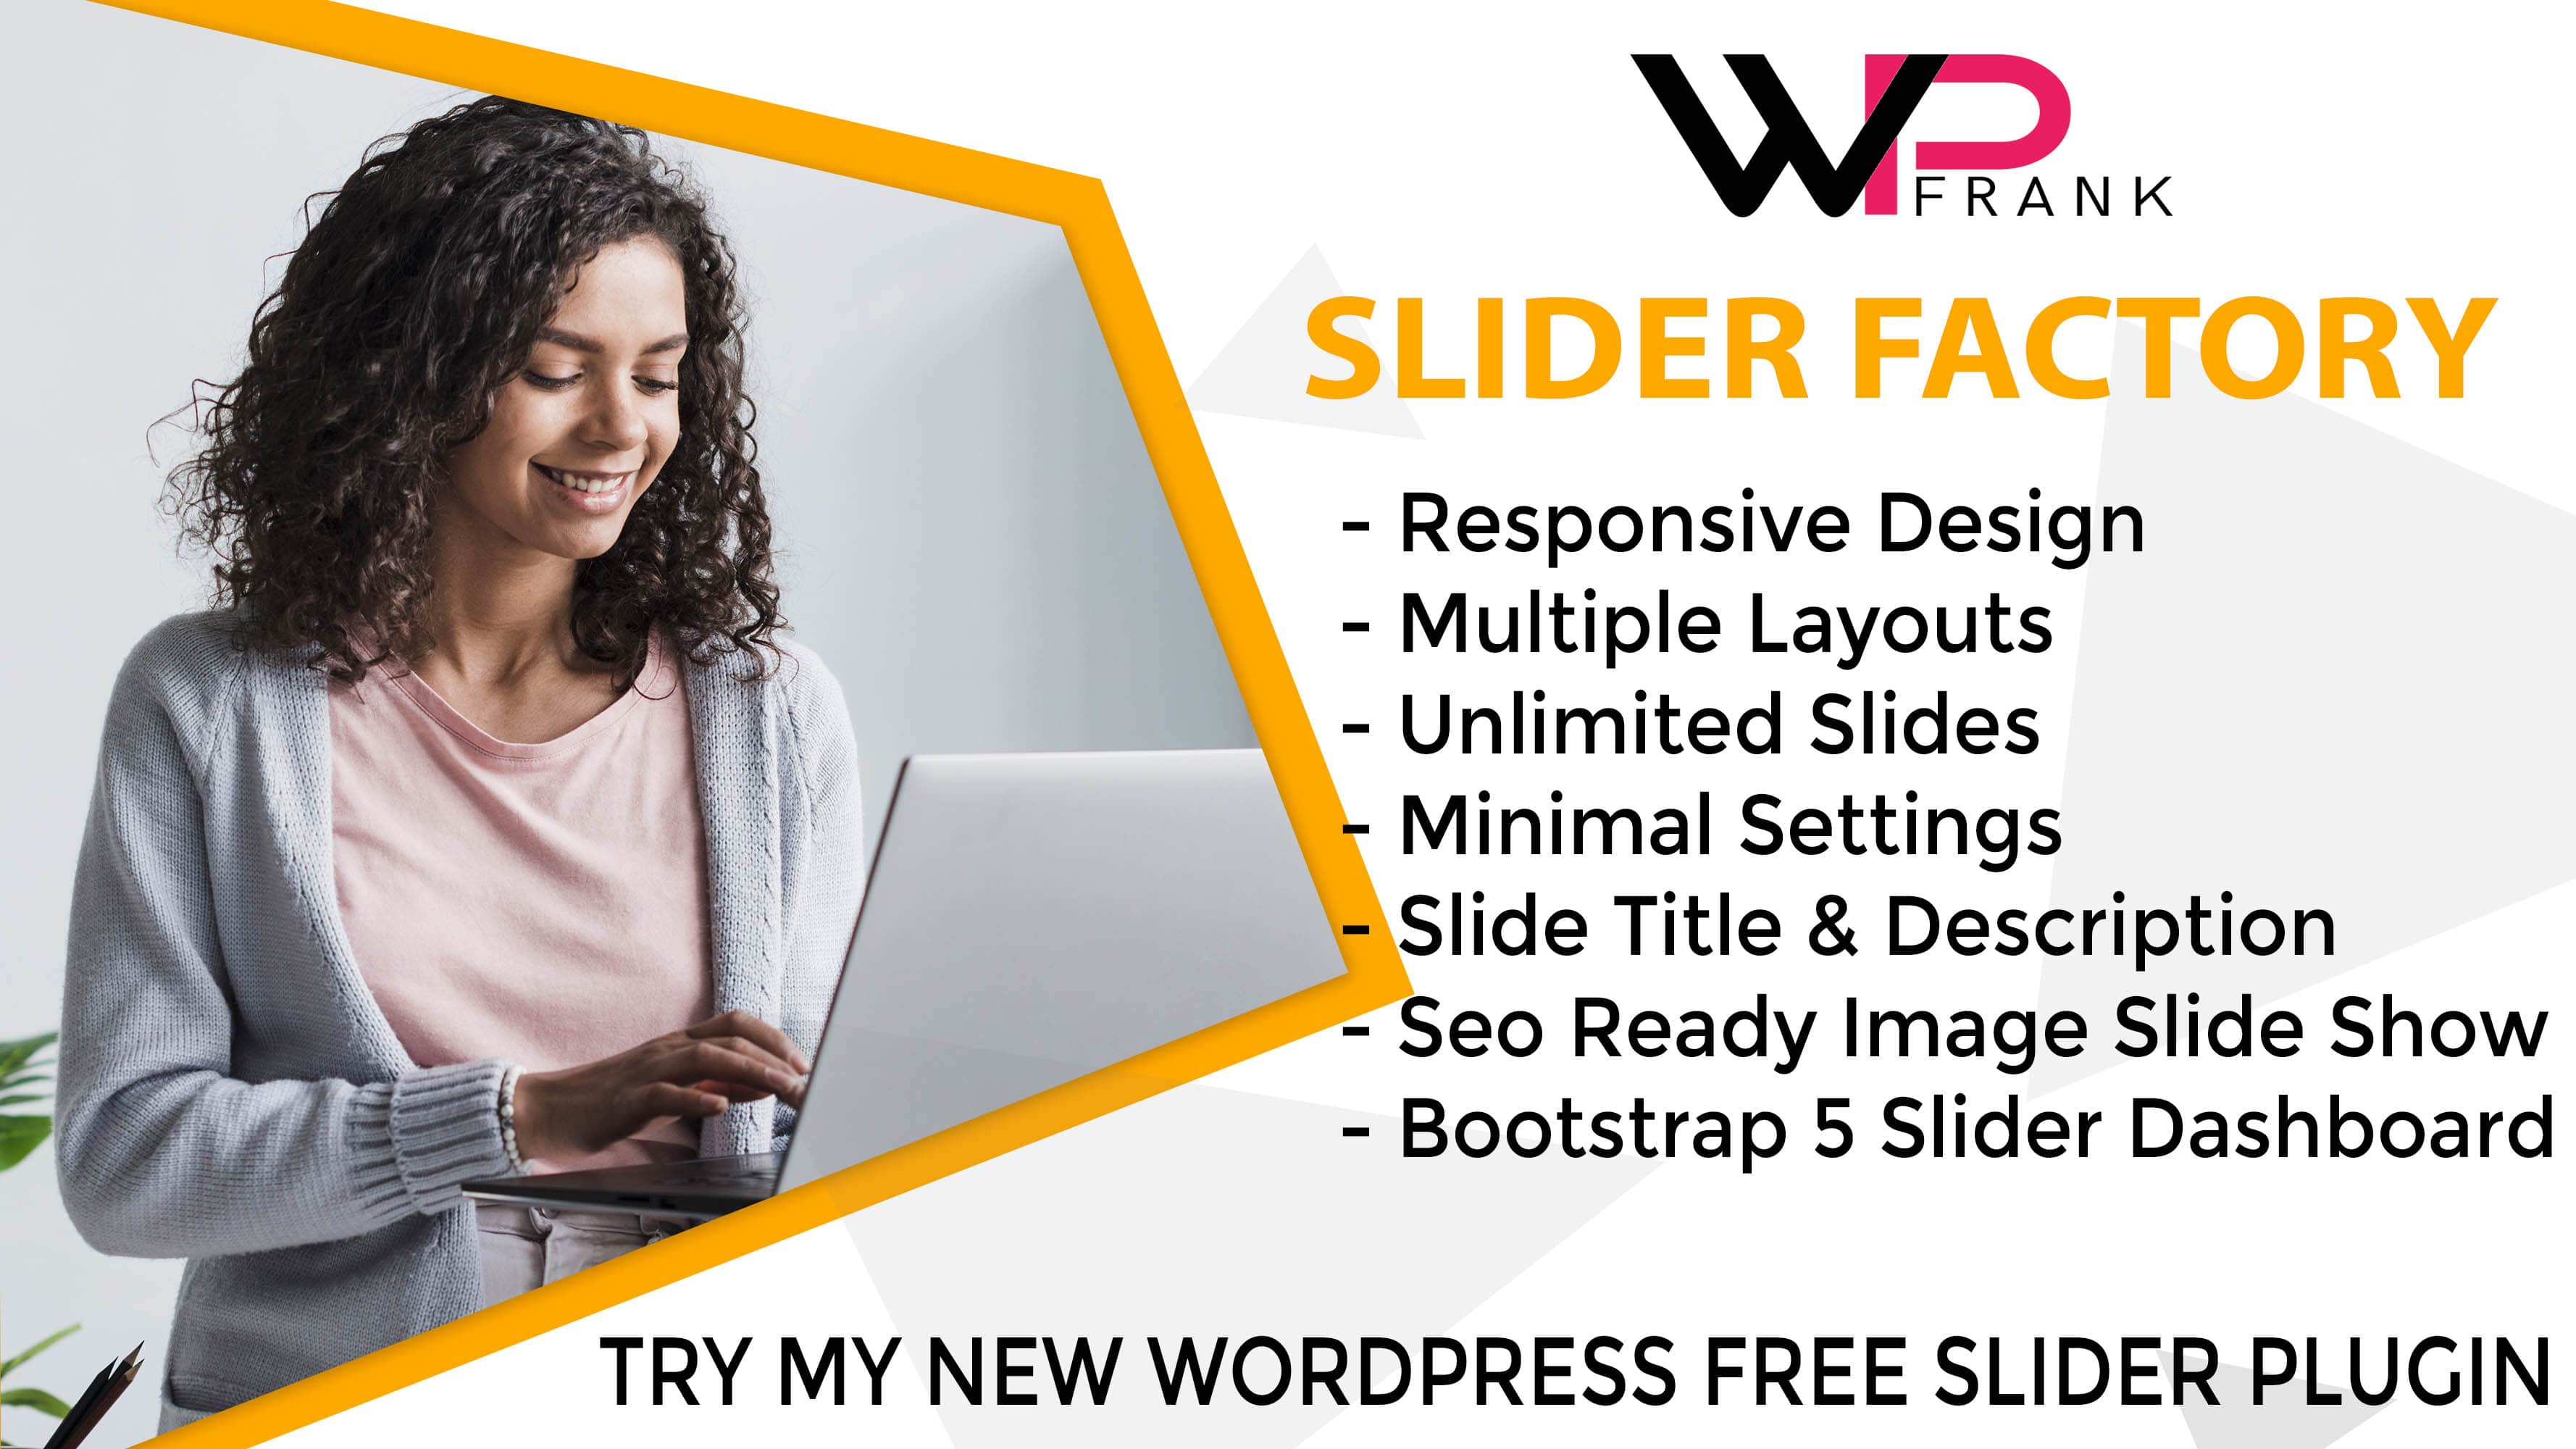 WP FRANK
SLIDER FACTORY
- Responsive Design
- Multiple Layouts
- Unlimited Slides
- Minimal Settings
- Slide Title & Description
- Seo Ready Image Slide Show
- Bootstrap 5 Slider Dashboard
TRY MY NEW WORDPRESS FREE SLIDER PLUGIN